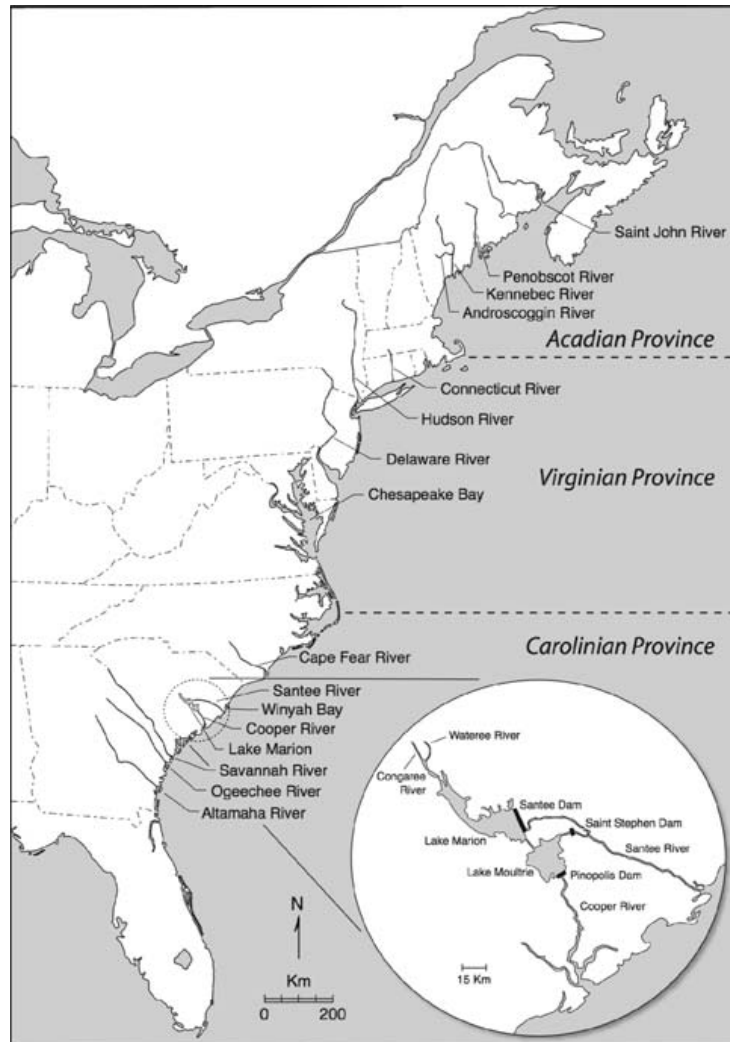 Saint John River
Penobscot River
Kennebec River
Androscoggin River
Acadian Province
Connecticut River
Hudson River
Delaware River
Virginian Province
Chesapeake Bay
Carolinian Province
Cape Fear River
Santee River
Winyah Bay
Cooper River
Lake Marion
Savannah River
Ogeechee River
Altamaha River
Wateree River
Congaree
River
Santee Dam
Saint Stephen Dam
Lake Marion
Santee River
Lake Moultrie
Pinopolis Dam
Cooper River
15 Km
N
Km
0 200